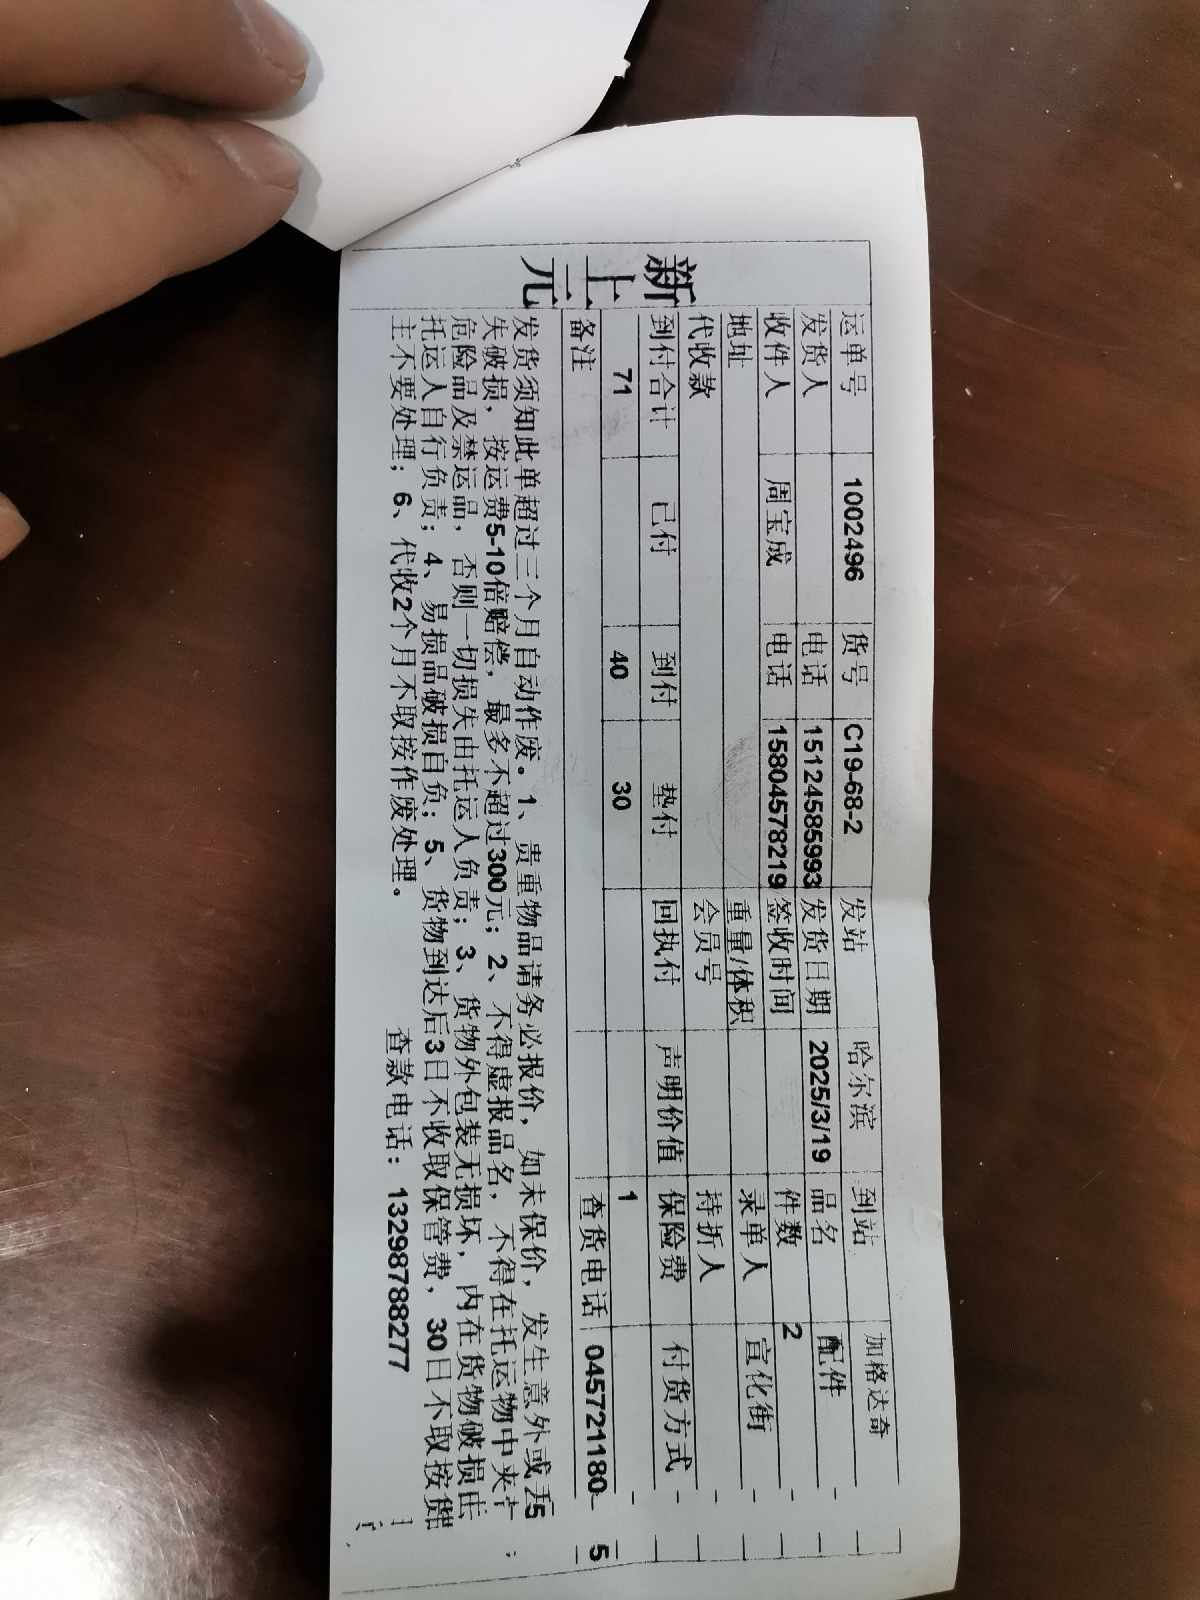 新上元
运单号 1002496 货号 C19-68-2 发站 哈尔滨 到站 加格达奇
发货人 电话 15124585993 发货日期 2025/3/19 品名 配件
收件人 周宝成 电话 15804578219 签收时间 件数 2
地址 重量/体积 录单人 宣化街
代收款 会员号 持折人
到付合计 已付 到付 垫付 回执付 声明价值 保险费 付货方式
71 40 30 1
备注 查货电话 04572118055
发货须知此单超过三个月自动作废。1、贵重物品请务必报价，如未保价，发生意外或丢
失破损，按运费5-10倍赔偿，最多不超过300元；2、不得虚报品名，不得在托运物中夹
危险品及禁运品，否则一切损失由托运人负责；3、货物外包装无损坏，内在货物破损由
托运人自行负责；4、易损品破损自负；5、货物到达后3日不收取保管费，30日不取按
主不要处理；6、代收2个月不取按作废处理。 查款电话：13298788277